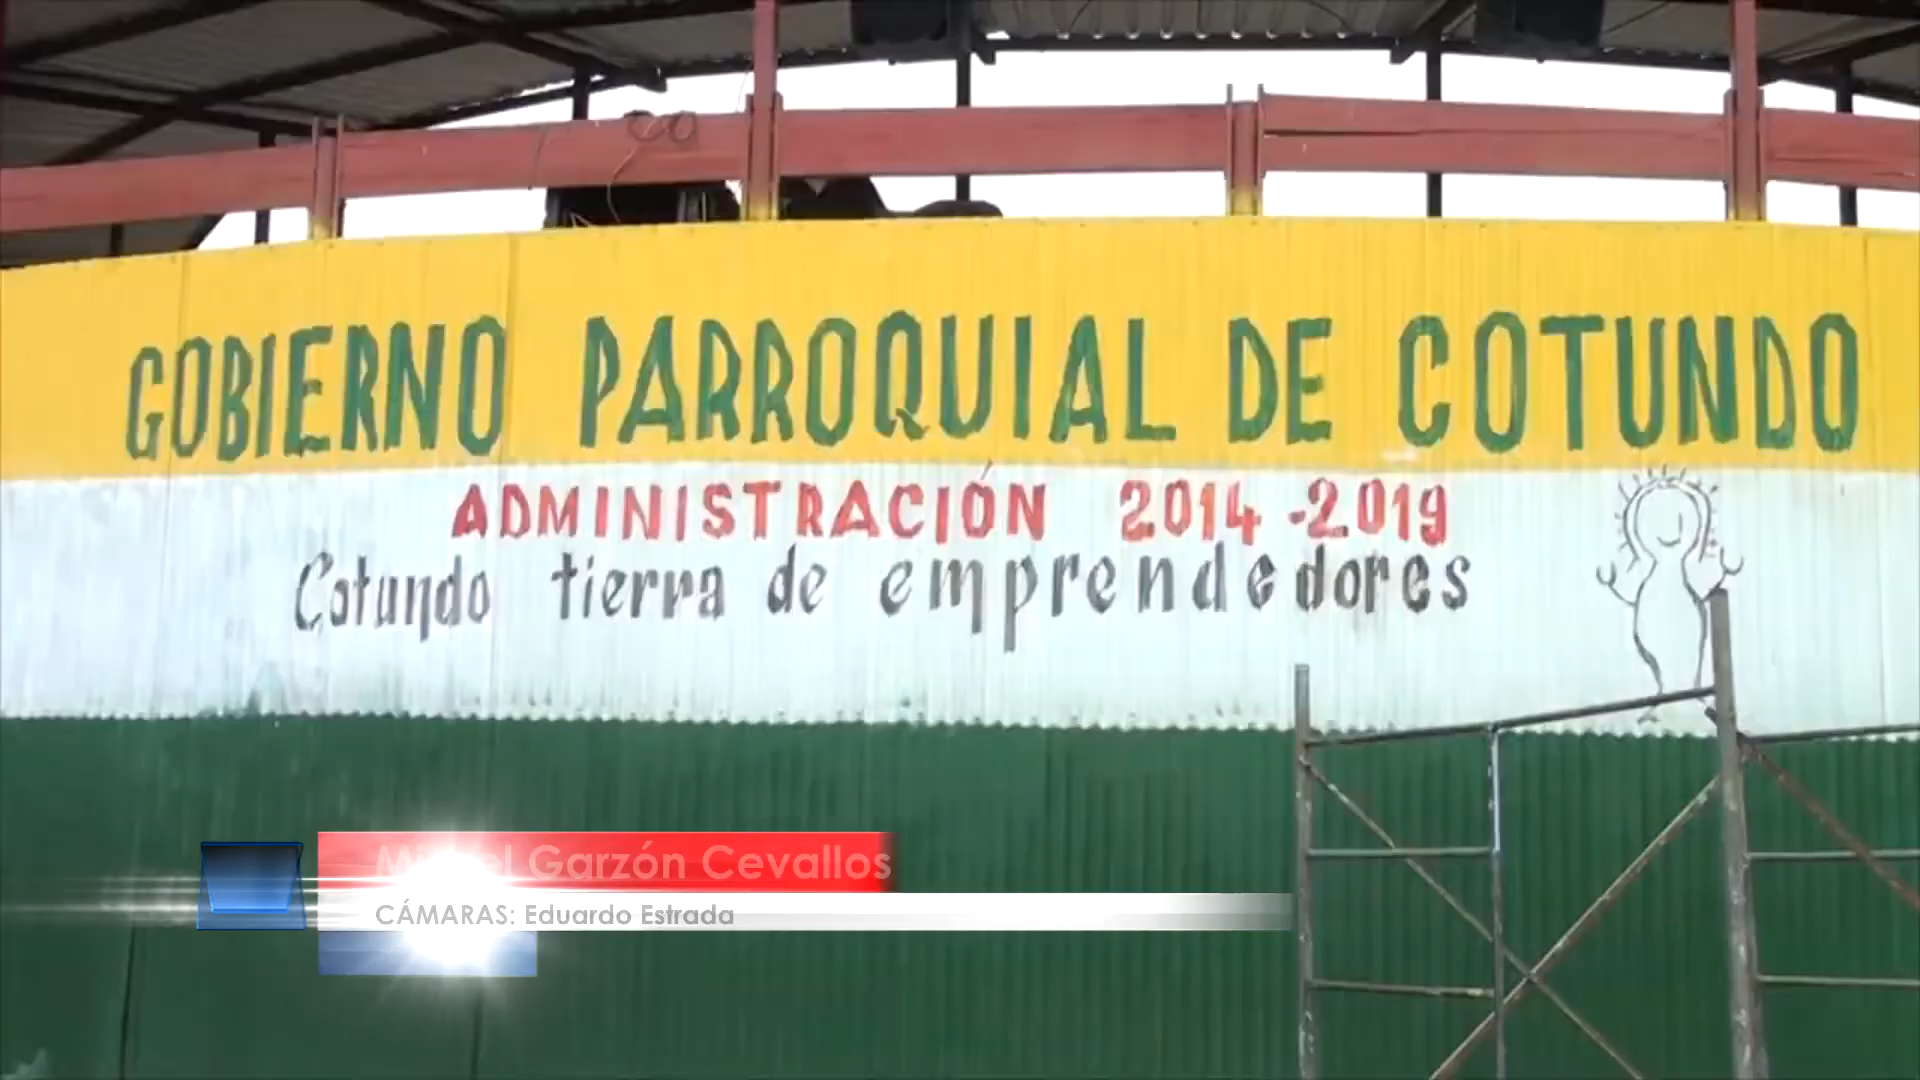 GOBIERNO PARROQUIAL DE COTUNDO
ADMINISTRACIÓN 2014-2019
Cotundo tierra de emprendedores
Garzón Cevallos
CÁMARAS: Eduardo Estrada